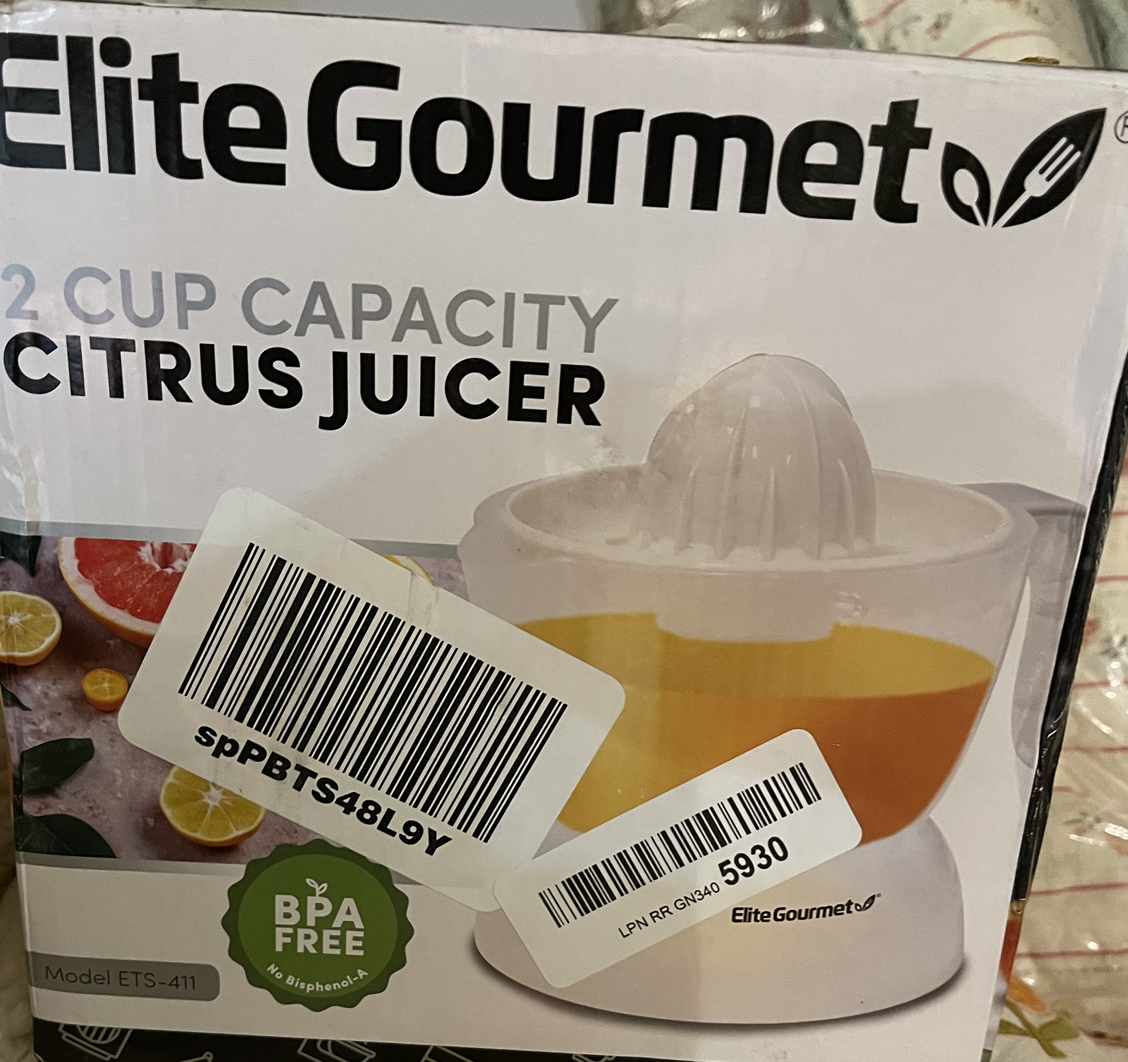 Elite Gourmet ®
2 CUP CAPACITY
CITRUS JUICER
spPBTS48L9Y
LPN RR GN340 5930
Elite Gourmet®
BPA
FREE
No Bisphenol-A
Model ETS-411